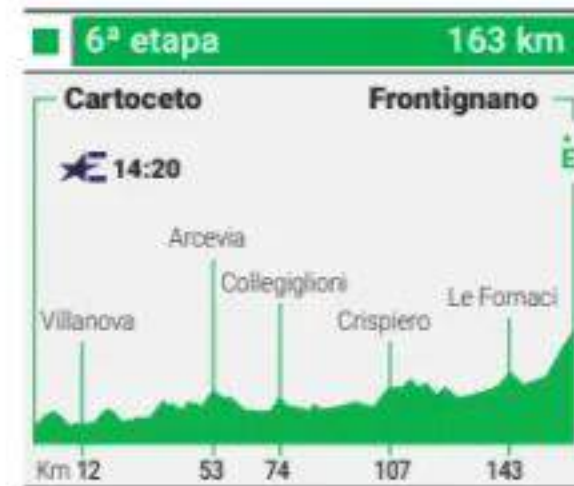 6ª etapa 163 km
Cartoceto Frontignano
E 14:20
E
Arcevia
Collegiglioni
Le Fornaci
Villanova
Crispiero
Km 12 53 74 107 143